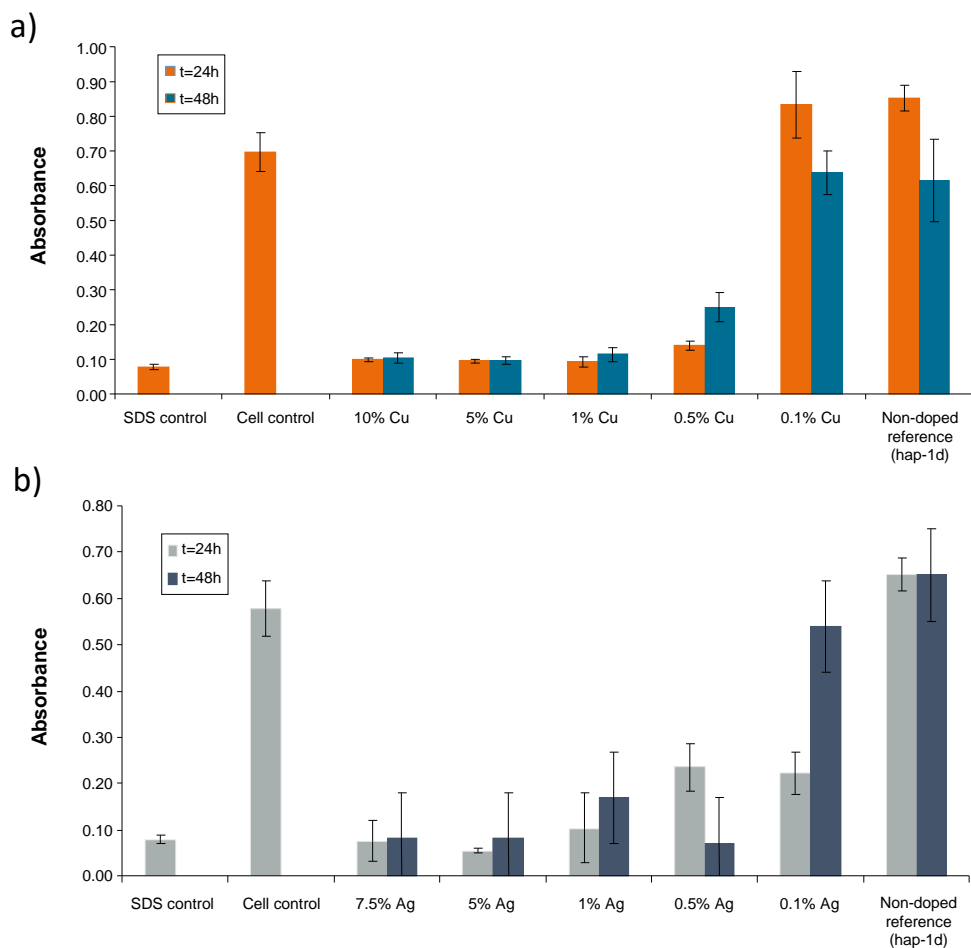 a)
1.00
0.90
0.80
0.70
0.60
0.50
0.40
0.30
0.20
0.10
0.00
Absorbance
t=24h
t=48h
SDS control
Cell control
10% Cu
5% Cu
1% Cu
0.5% Cu
0.1% Cu
Non-doped
reference
(hap-1d)
b)
0.80
0.70
0.60
0.50
0.40
0.30
0.20
0.10
0.00
Absorbance
t=24h
t=48h
SDS control
Cell control
7.5% Ag
5% Ag
1% Ag
0.5% Ag
0.1% Ag
Non-doped
reference
(hap-1d)